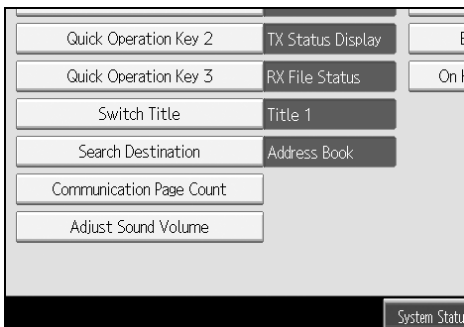 Quick Operation Key 2 TX Status Display
Quick Operation Key 3 RX File Status On
Switch Title Title 1
Search Destination Address Book
Communication Page Count
Adjust Sound Volume
System